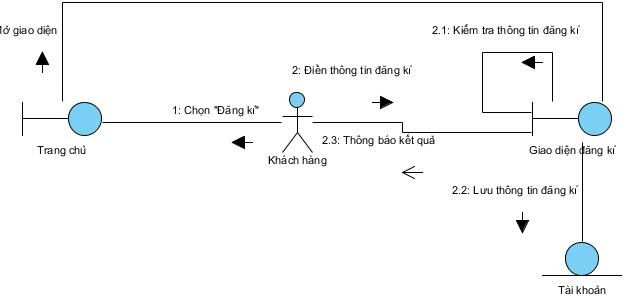 Mở giao diện
2.1: Kiểm tra thông tin đăng kí
2: Điền thông tin đăng kí
1: Chọn "Đăng kí"
2.3: Thông báo kết quả
Trang chủ
Khách hàng
Giao diện đăng kí
2.2: Lưu thông tin đăng kí
Tài khoản